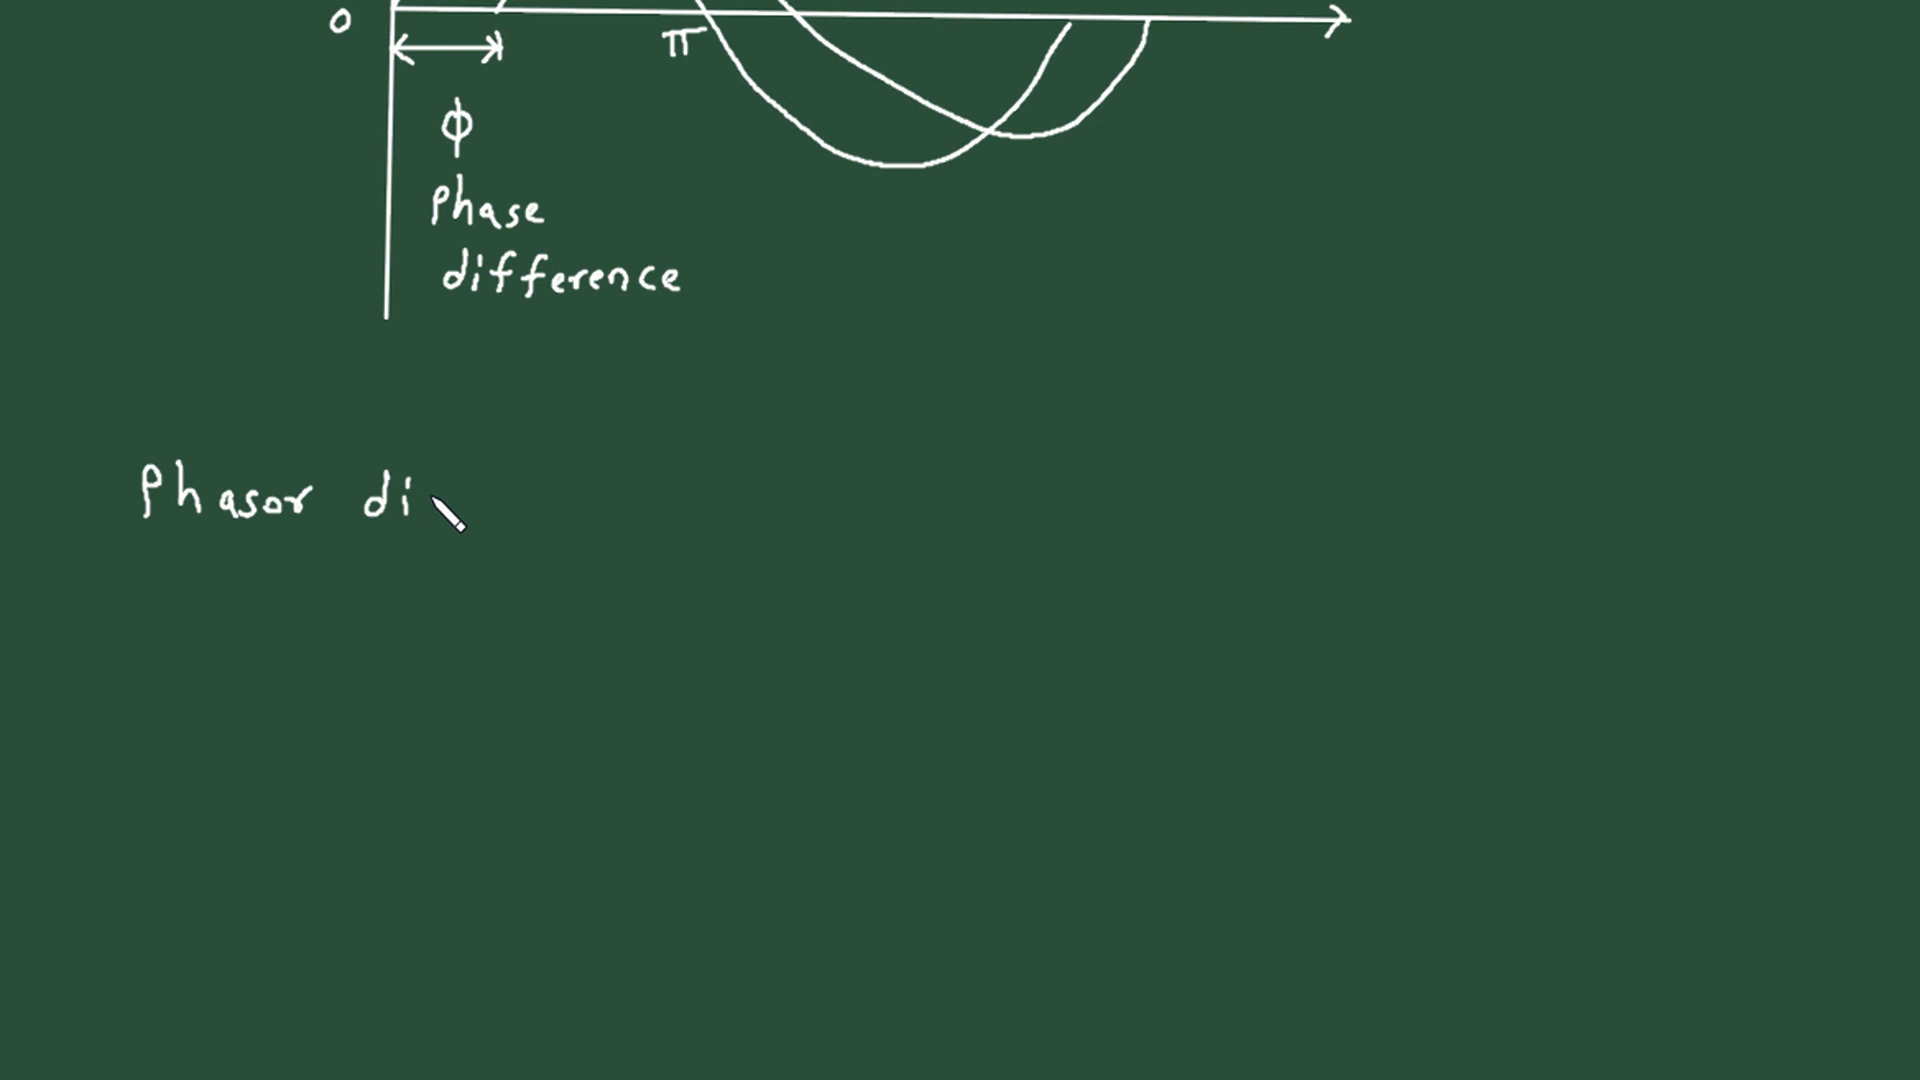 0
π
φ
Phase
difference
Phasor di